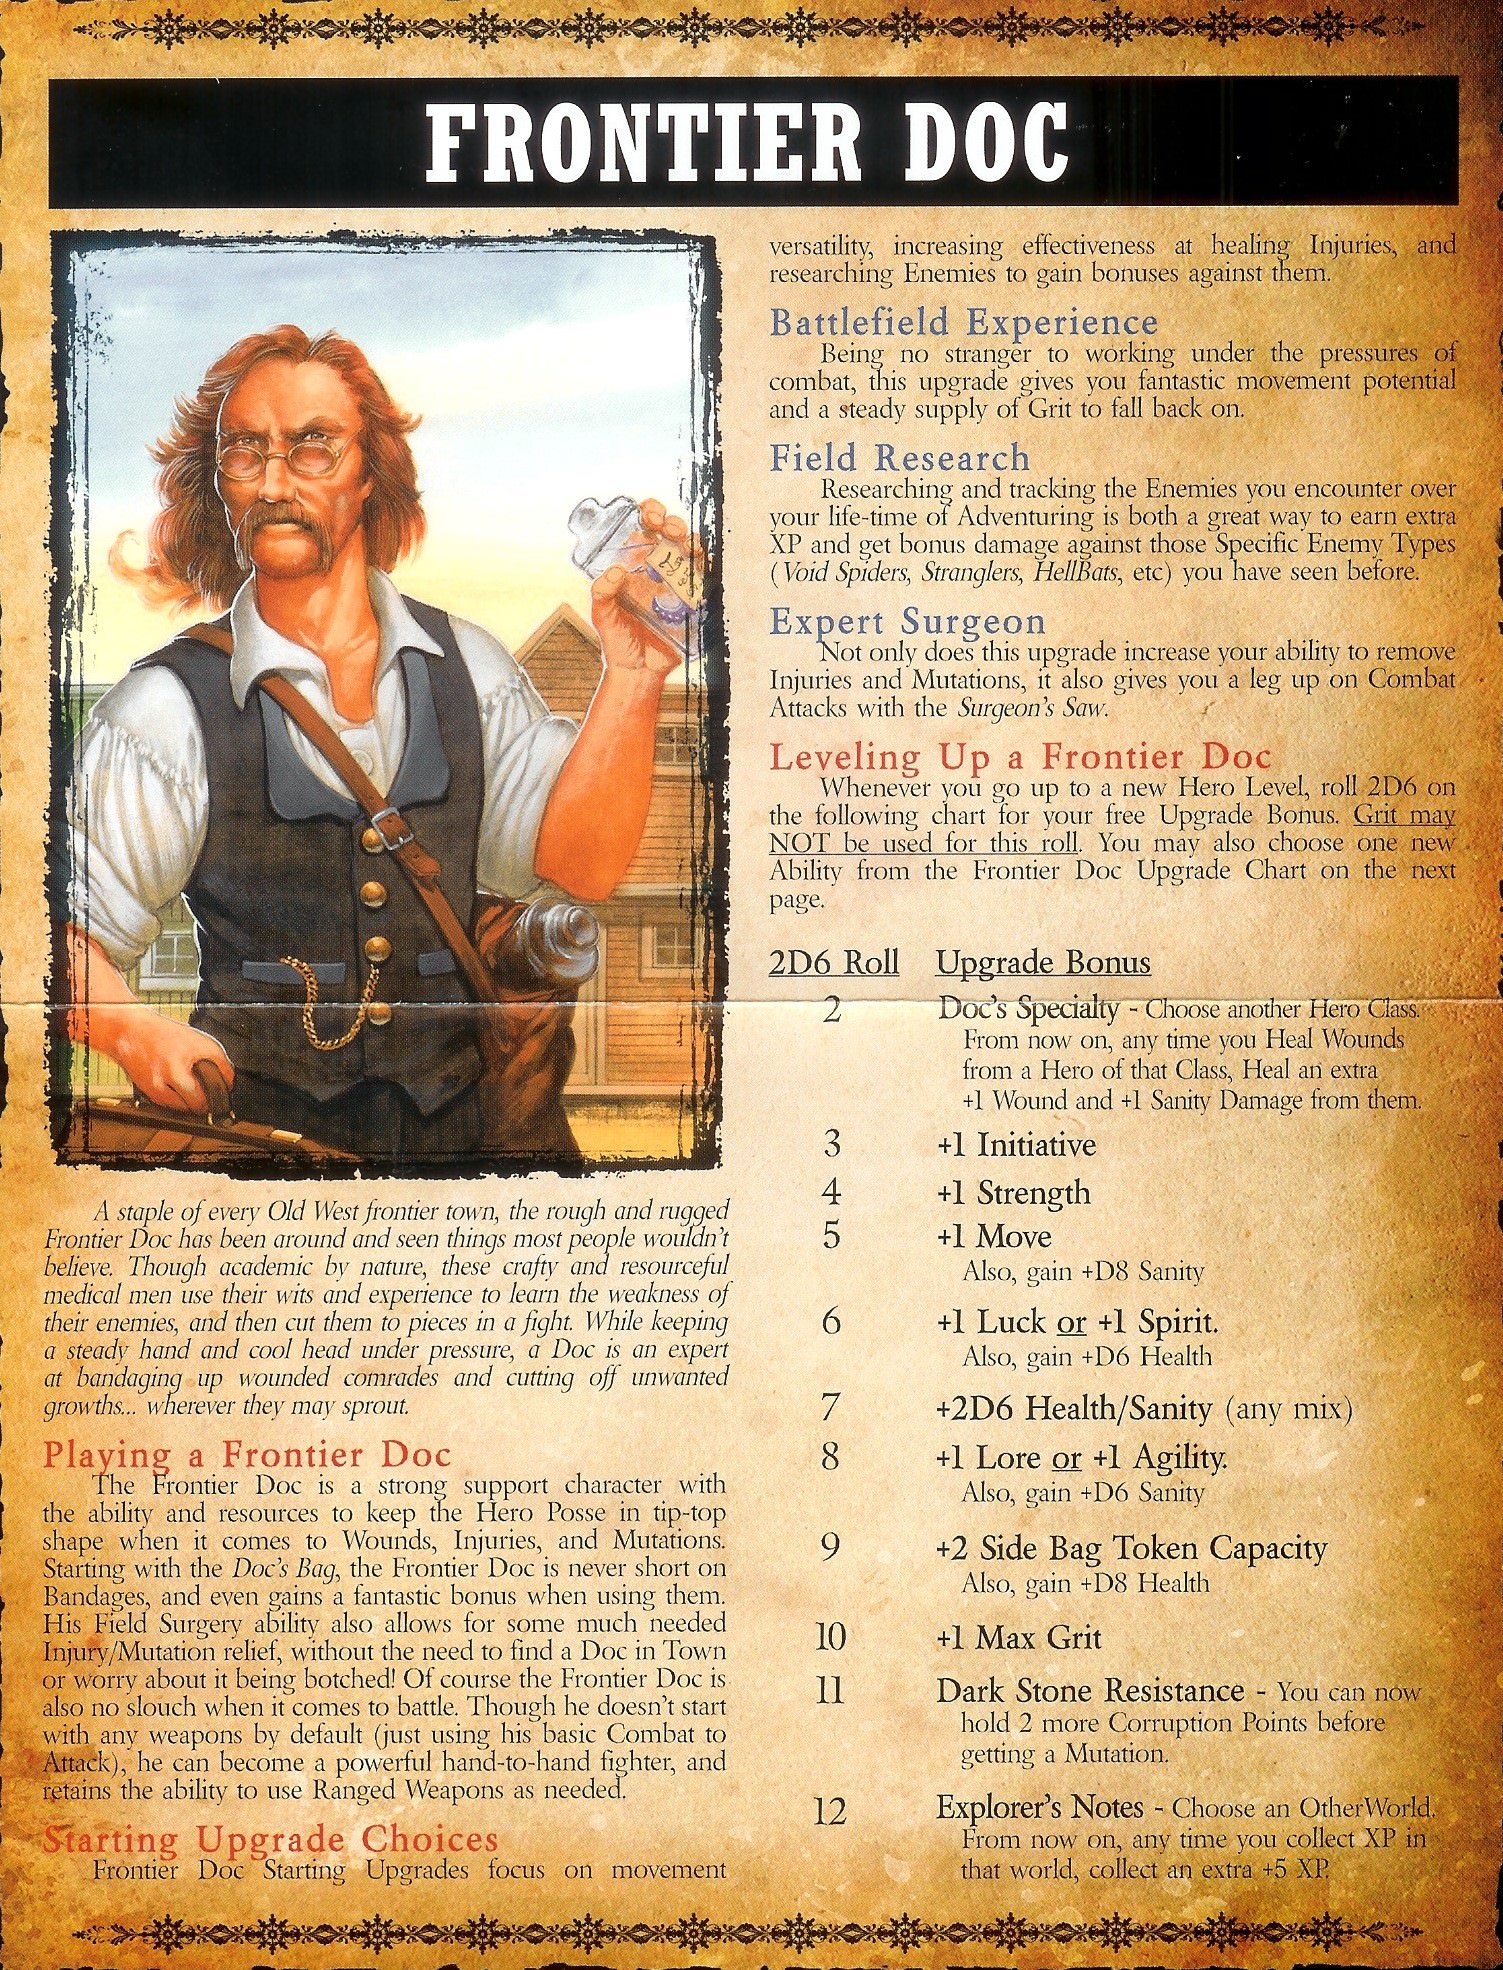 FRONTIER DOC
A staple of every Old West frontier town, the rough and rugged
Frontier Doc has been around and seen things most people wouldn't
believe. Though academic by nature, these crafty and resourceful
medical men use their wits and experience to learn the weakness of
their enemies, and then cut them to pieces in a fight. While keeping
a steady hand and cool head under pressure, a Doc is an expert
at bandaging up wounded comrades and cutting off unwanted
growths... wherever they may sprout.
Playing a Frontier Doc
The Frontier Doc is a strong support character with
the ability and resources to keep the Hero Posse in tip-top
shape when it comes to Wounds, Injuries, and Mutations.
Starting with the Doc's Bag, the Frontier Doc is never short on
Bandages, and even gains a fantastic bonus when using them.
His Field Surgery ability also allows for some much needed
Injury/Mutation relief, without the need to find a Doc in Town
or worry about it being botched! Of course the Frontier Doc is
also no slouch when it comes to battle. Though he doesn't start
with any weapons by default (just using his basic Combat to
Attack), he can become a powerful hand-to-hand fighter, and
retains the ability to use Ranged Weapons as needed.
Starting Upgrade Choices
Frontier Doc Starting Upgrades focus on movement
versatility, increasing effectiveness at healing Injuries, and
researching Enemies to gain bonuses against them.
Battlefield Experience
Being no stranger to working under the pressures of
combat, this upgrade gives you fantastic movement potential
and a steady supply of Grit to fall back on.
Field Research
Researching and tracking the Enemies you encounter over
your life-time of Adventuring is both a great way to earn extra
XP and get bonus damage against those Specific Enemy Types
(Void Spiders, Stranglers, HellBats, etc) you have seen before.
Expert Surgeon
Not only does this upgrade increase your ability to remove
Injuries and Mutations, it also gives you a leg up on Combat
Attacks with the Surgeon's Saw.
Leveling Up a Frontier Doc
Whenever you go up to a new Hero Level, roll 2D6 on
the following chart for your free Upgrade Bonus. Grit may
NOT be used for this roll. You may also choose one new
Ability from the Frontier Doc Upgrade Chart on the next
page.
2D6 Roll Upgrade Bonus
2 Doc's Specialty - Choose another Hero Class.
From now on, any time you Heal Wounds
from a Hero of that Class, Heal an extra
+1 Wound and +1 Sanity Damage from them.
3 +1 Initiative
4 +1 Strength
5 +1 Move
Also, gain +D8 Sanity
6 +1 Luck or +1 Spirit.
Also, gain +D6 Health
7 +2D6 Health/Sanity (any mix)
8 +1 Lore or +1 Agility.
Also, gain +D6 Sanity
9 +2 Side Bag Token Capacity
Also, gain +D8 Health
10 +1 Max Grit
11 Dark Stone Resistance - You can now
hold 2 more Corruption Points before
getting a Mutation.
12 Explorer's Notes - Choose an OtherWorld.
From now on, any time you collect XP in
that world, collect an extra +5 XP.